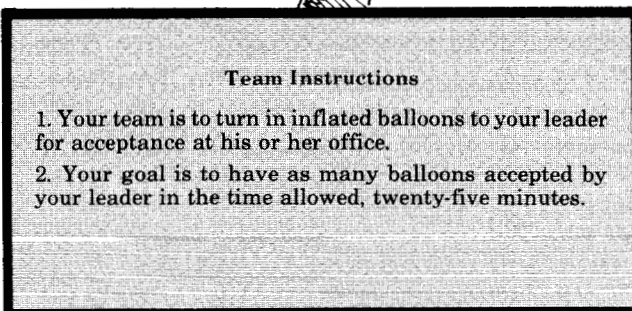 Team Instructions
1. Your team is to turn in inflated balloons to your leader
for acceptance at his or her office.
2. Your goal is to have as many balloons accepted by
your leader in the time allowed, twenty-five minutes.